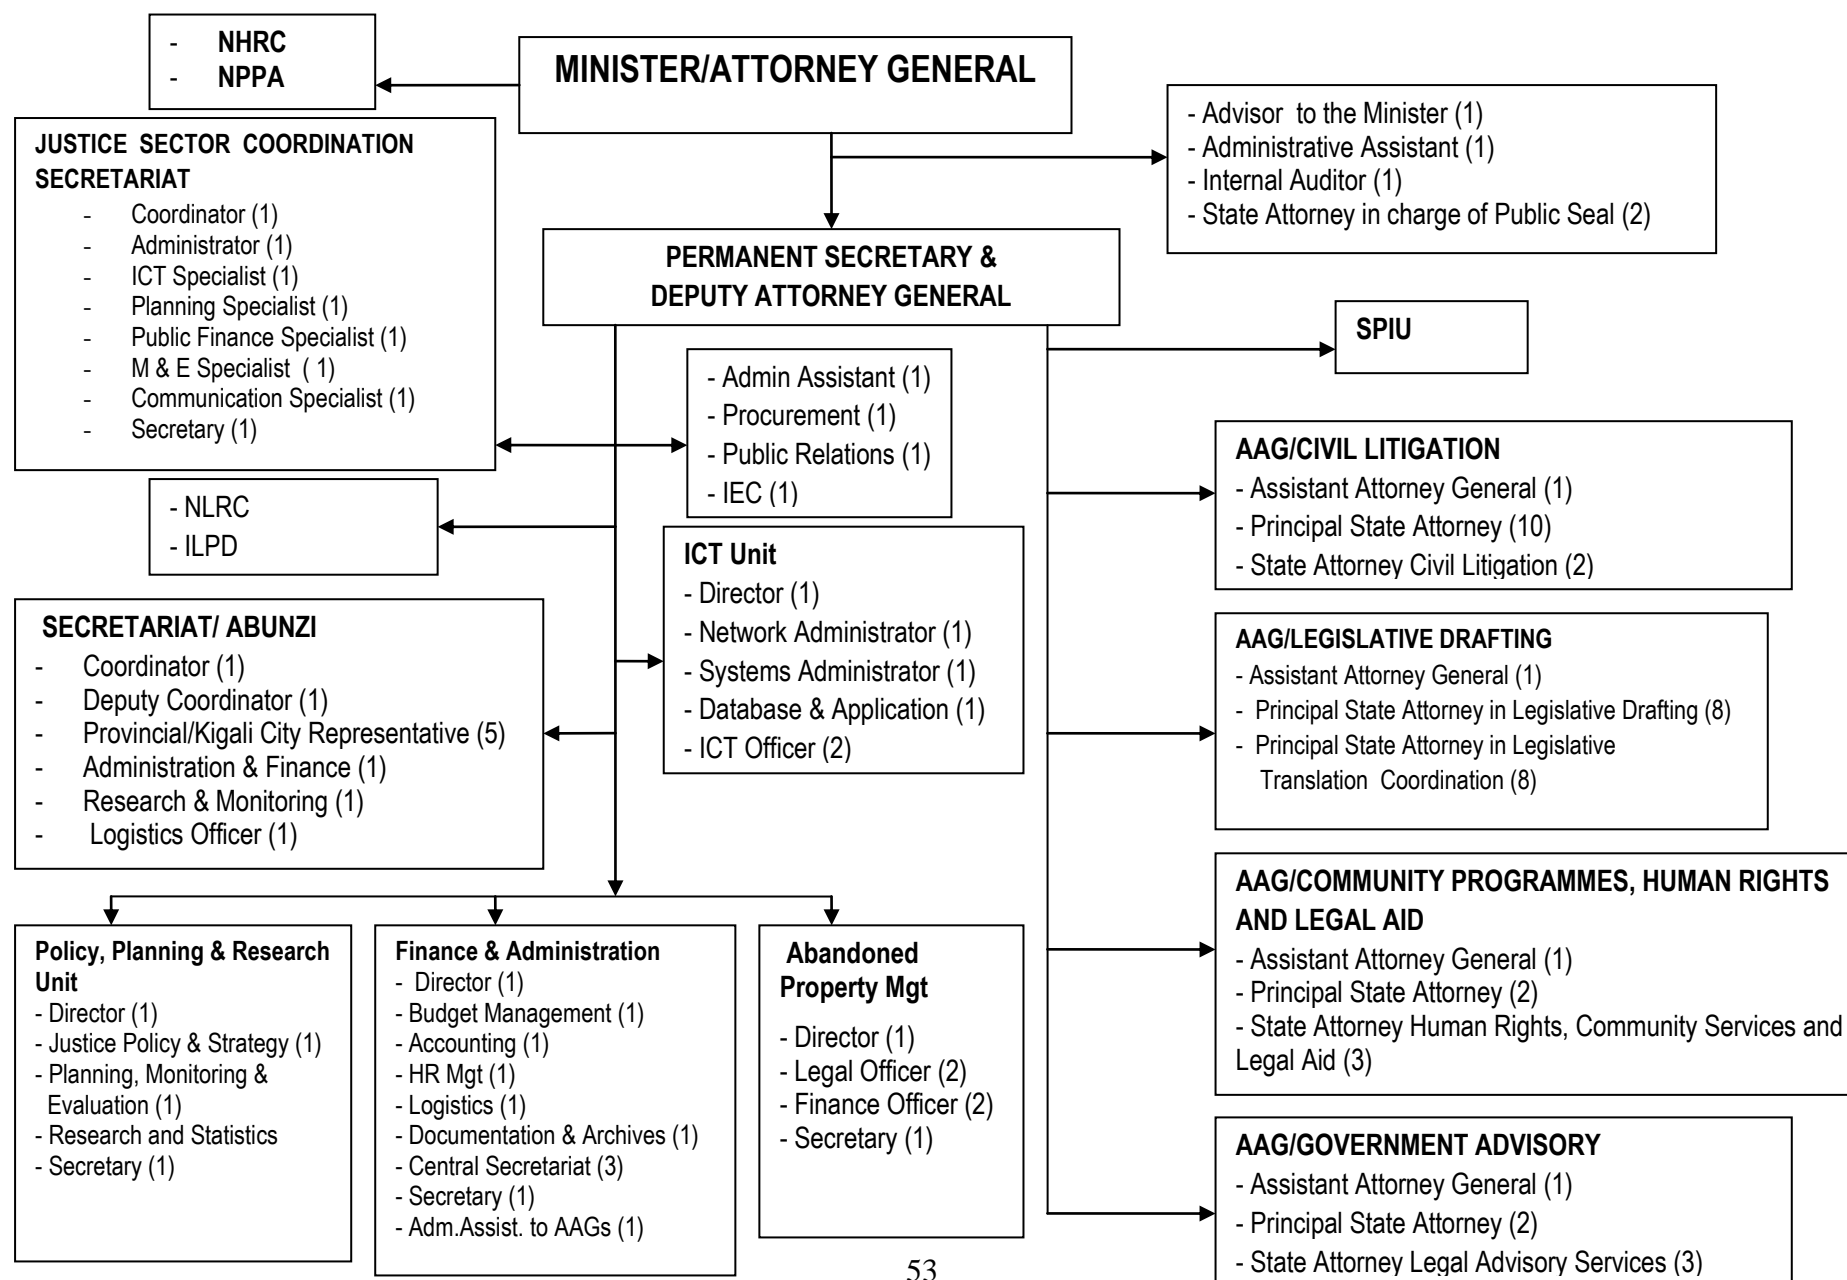 - NHRC
- NPPA
MINISTER/ATTORNEY GENERAL
- Advisor to the Minister (1)
- Administrative Assistant (1)
- Internal Auditor (1)
- State Attorney in charge of Public Seal (2)
JUSTICE SECTOR COORDINATION
SECRETARIAT
- Coordinator (1)
- Administrator (1)
- ICT Specialist (1)
- Planning Specialist (1)
- Public Finance Specialist (1)
- M & E Specialist ( 1)
- Communication Specialist (1)
- Secretary (1)
PERMANENT SECRETARY &
DEPUTY ATTORNEY GENERAL
SPIU
- Admin Assistant (1)
- Procurement (1)
- Public Relations (1)
- IEC (1)
- NLRC
- ILPD
ICT Unit
- Director (1)
- Network Administrator (1)
- Systems Administrator (1)
- Database & Application (1)
- ICT Officer (2)
AAG/CIVIL LITIGATION
- Assistant Attorney General (1)
- Principal State Attorney (10)
- State Attorney Civil Litigation (2)
SECRETARIAT/ ABUNZI
- Coordinator (1)
- Deputy Coordinator (1)
- Provincial/Kigali City Representative (5)
- Administration & Finance (1)
- Research & Monitoring (1)
- Logistics Officer (1)
AAG/LEGISLATIVE DRAFTING
- Assistant Attorney General (1)
- Principal State Attorney in Legislative Drafting (8)
- Principal State Attorney in Legislative
Translation Coordination (8)
AAG/COMMUNITY PROGRAMMES, HUMAN RIGHTS
AND LEGAL AID
- Assistant Attorney General (1)
- Principal State Attorney (2)
- State Attorney Human Rights, Community Services and
Legal Aid (3)
Policy, Planning & Research
Unit
- Director (1)
- Justice Policy & Strategy (1)
- Planning, Monitoring &
Evaluation (1)
- Research and Statistics
- Secretary (1)
Finance & Administration
- Director (1)
- Budget Management (1)
- Accounting (1)
- HR Mgt (1)
- Logistics (1)
- Documentation & Archives (1)
- Central Secretariat (3)
- Secretary (1)
- Adm.Assist. to AAGs (1)
Abandoned
Property Mgt
- Director (1)
- Legal Officer (2)
- Finance Officer (2)
- Secretary (1)
AAG/GOVERNMENT ADVISORY
- Assistant Attorney General (1)
- Principal State Attorney (2)
- State Attorney Legal Advisory Services (3)
53